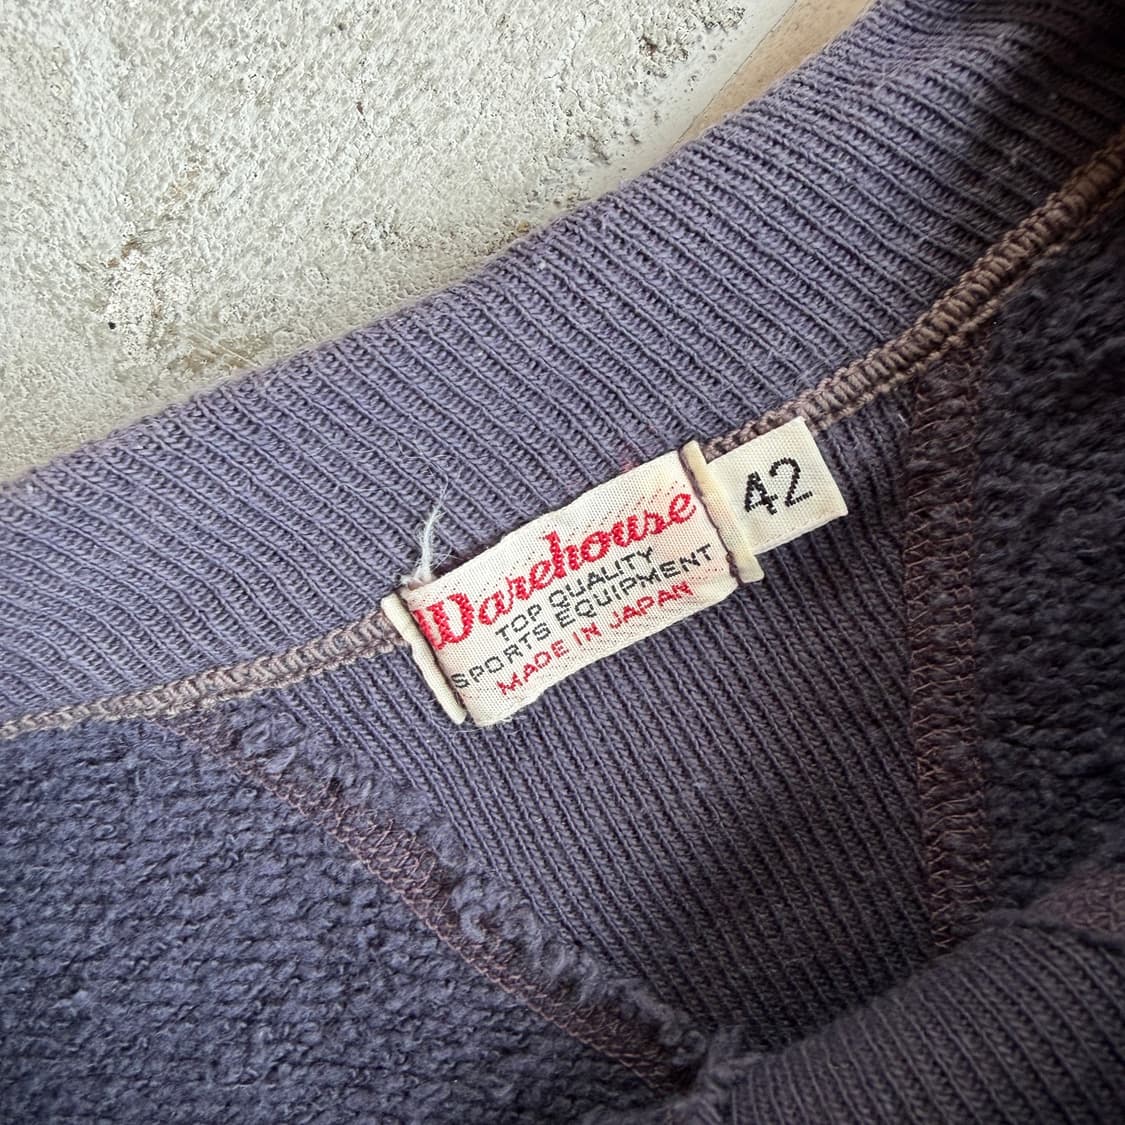 Warehouse
TOP QUALITY
SPORTS EQUIPMENT
MADE IN JAPAN
42